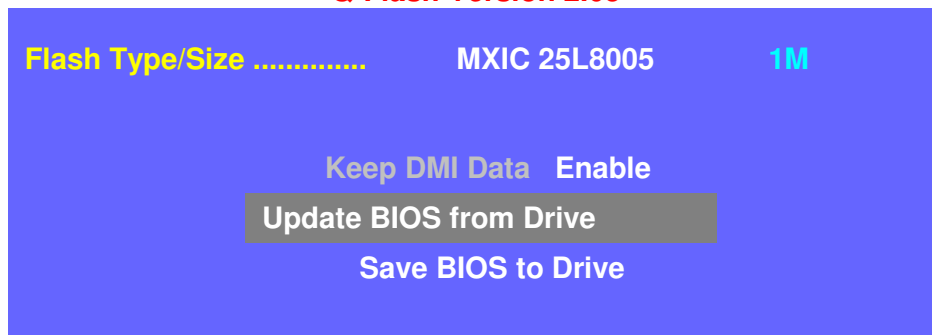 Flash Type/Size .............. MXIC 25L8005 1M
Keep DMI Data Enable
Update BIOS from Drive
Save BIOS to Drive